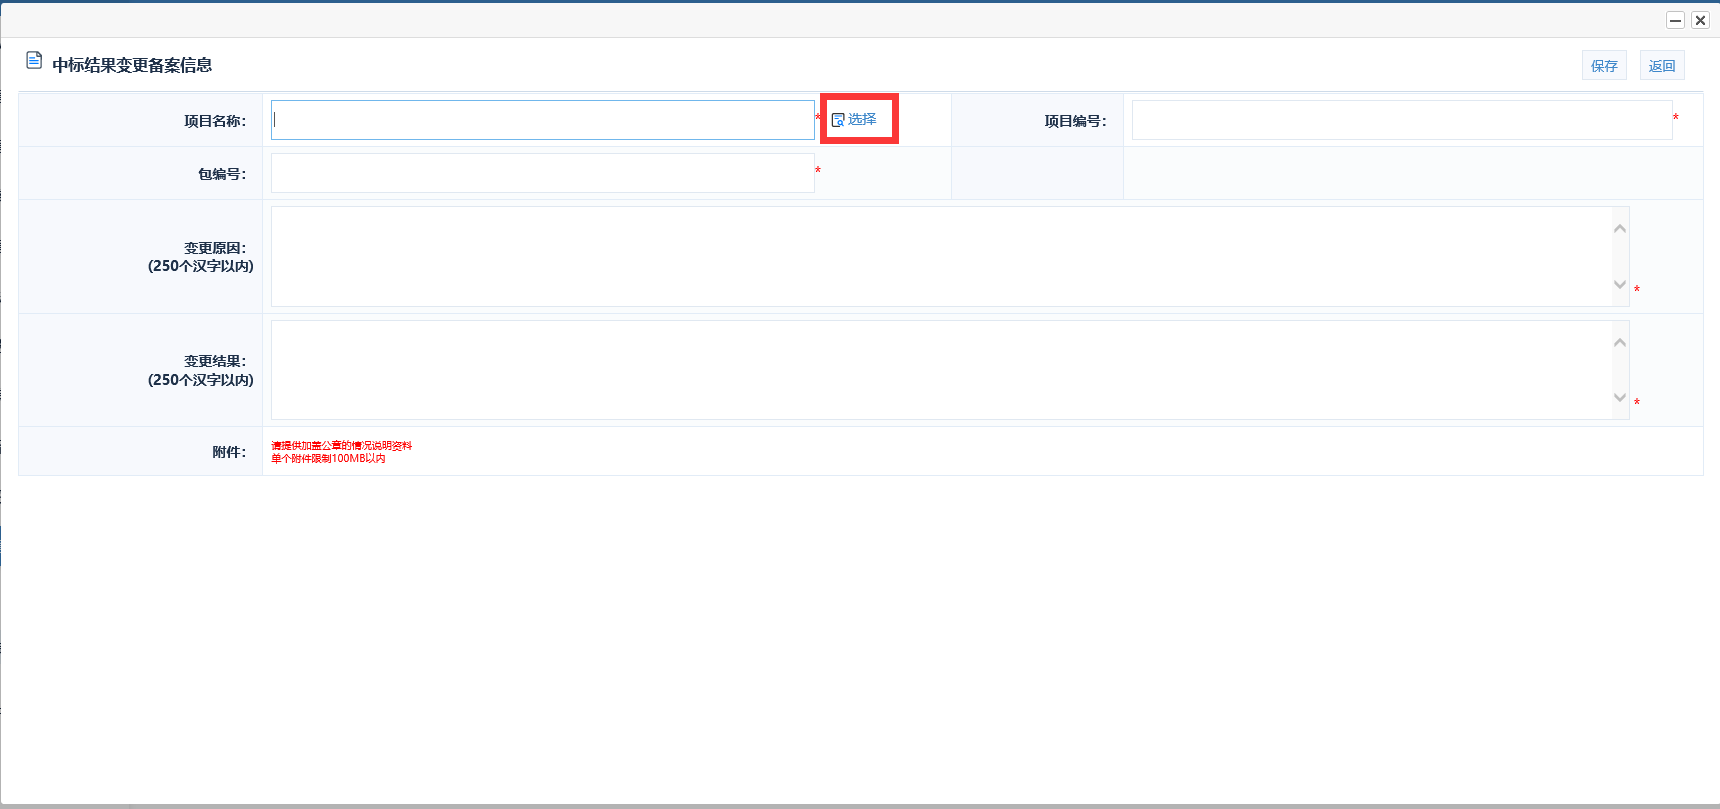 中标结果变更备案信息
保存 返回
项目名称： * 选择 项目编号： *
包编号： *
变更原因：
(250个汉字以内) *
变更结果：
(250个汉字以内) *
附件： 请提供加盖公章的情况说明资料
单个附件限制100MB以内